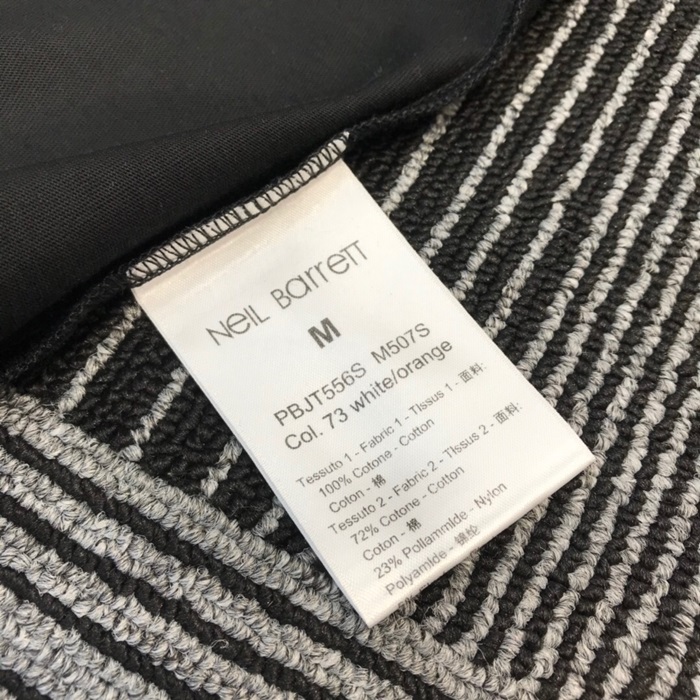 NEIL BarreTT
M
PBJT556S M507S
Col. 73 white/orange
Tessuto 1 - Fabric 1 - TIssus 1 - 面料:
100% Cotone - Cotton
Coton - 棉
Tessuto 2 - Fabric 2 - TIssus 2 - 面料:
72% Cotone - Cotton
Coton - 棉
23% PoliammIde - Nylon
Polyamide - 锦纶